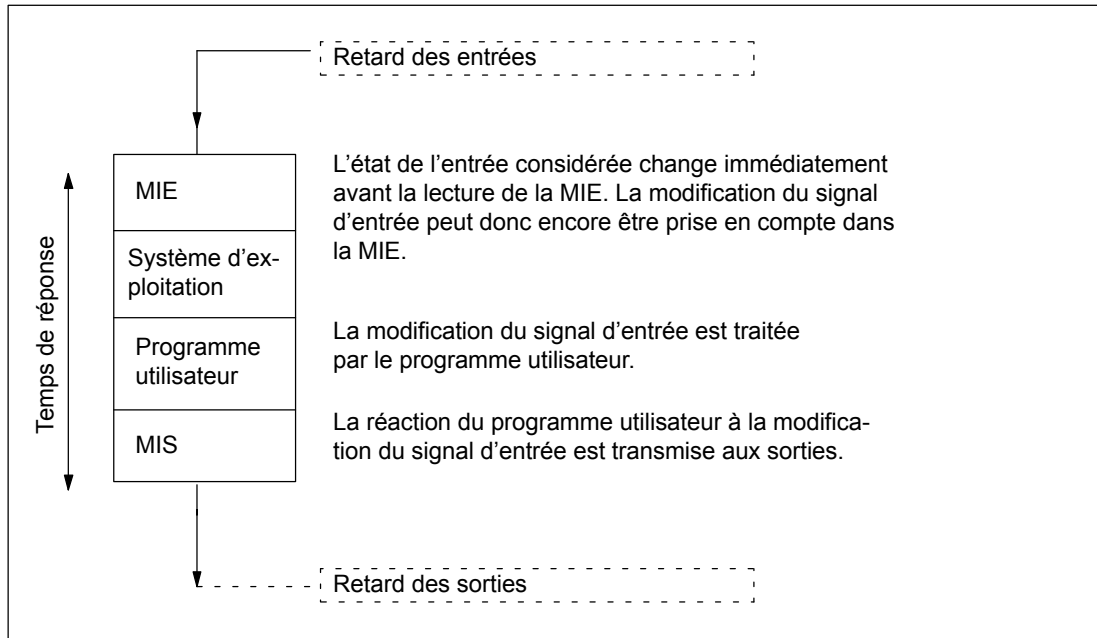 Retard des entrées
L'état de l'entrée considérée change immédiatement
avant la lecture de la MIE. La modification du signal
d'entrée peut donc encore être prise en compte dans
la MIE.
MIE
Système d'ex-
ploitation
Programme
utilisateur
La modification du signal d'entrée est traitée
par le programme utilisateur.
MIS
La réaction du programme utilisateur à la modifica-
tion du signal d'entrée est transmise aux sorties.
Temps de réponse
Retard des sorties